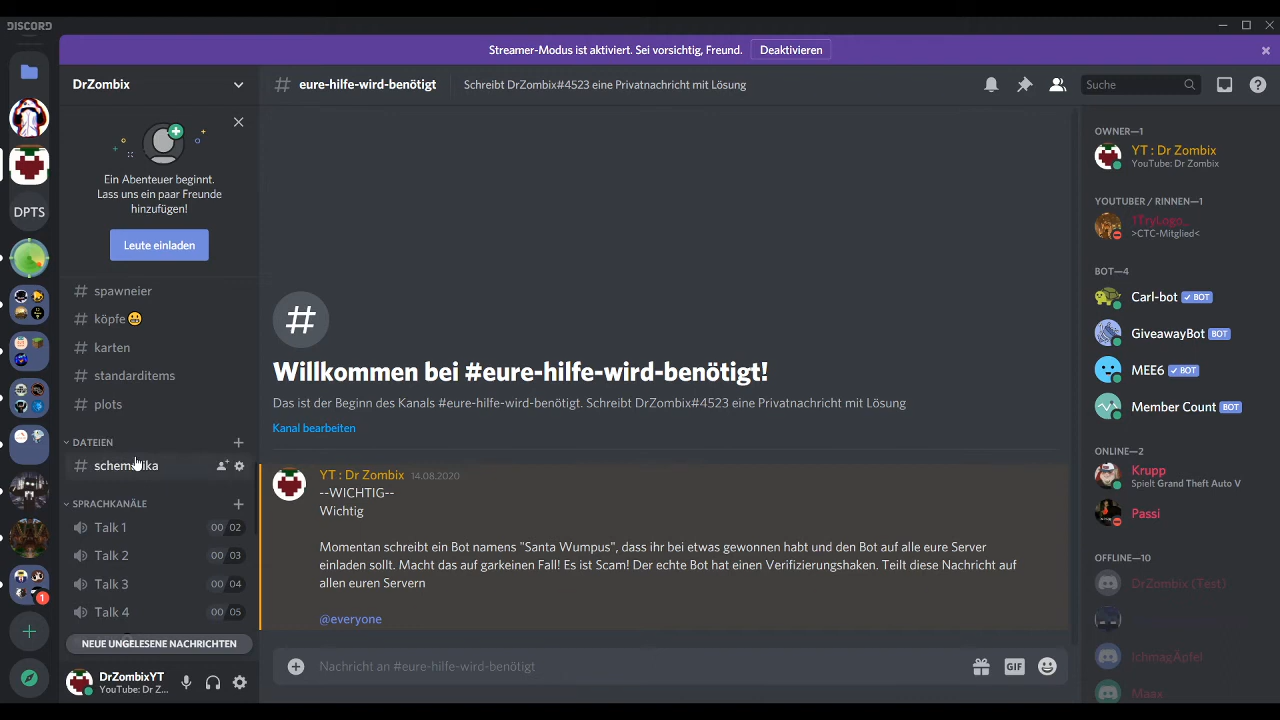 DISCORD
Streamer-Modus ist aktiviert. Sei vorsichtig, Freund.
Deaktivieren
DrZombix
eure-hilfe-wird-benötigt
Schreibt DrZombix#4523 eine Privatnachricht mit Lösung
Suche
DPTS
1
Ein Abenteuer beginnt.
Lass uns ein paar Freunde
hinzufügen!
Leute einladen
# spawneier
# köpfe😀
# karten
# standarditems
# plots
DATEIEN
# schematika
SPRACHKANÄLE
Talk 1 00 02
Talk 2 00 03
Talk 3 00 04
Talk 4 00 05
NEUE UNGELESENE NACHRICHTEN
DrZombixYT
YouTube: Dr Z...
#
Willkommen bei #eure-hilfe-wird-benötigt!
Das ist der Beginn des Kanals #eure-hilfe-wird-benötigt. Schreibt DrZombix#4523 eine Privatnachricht mit Lösung
Kanal bearbeiten
YT : Dr Zombix 14.08.2020
--WICHTIG--
Wichtig
Momentan schreibt ein Bot namens "Santa Wumpus", dass ihr bei etwas gewonnen habt und den Bot auf alle eure Server
einladen sollt. Macht das auf garkeinen Fall! Es ist Scam! Der echte Bot hat einen Verifizierungshaken. Teilt diese Nachricht auf
allen euren Servern
@everyone
Nachricht an #eure-hilfe-wird-benötigt
GIF
OWNER—1
YT : Dr Zombix
YouTube: Dr Zombix
YOUTUBER / RINNEN—1
1TryLogo_
>CTC-Mitglied<
BOT—4
Carl-bot ✓ BOT
GiveawayBot BOT
MEE6 ✓ BOT
Member Count BOT
ONLINE—2
Krupp
Spielt Grand Theft Auto V
Passi
OFFLINE—10
DrZombix (Test)
IchmagÄpfel
Maax